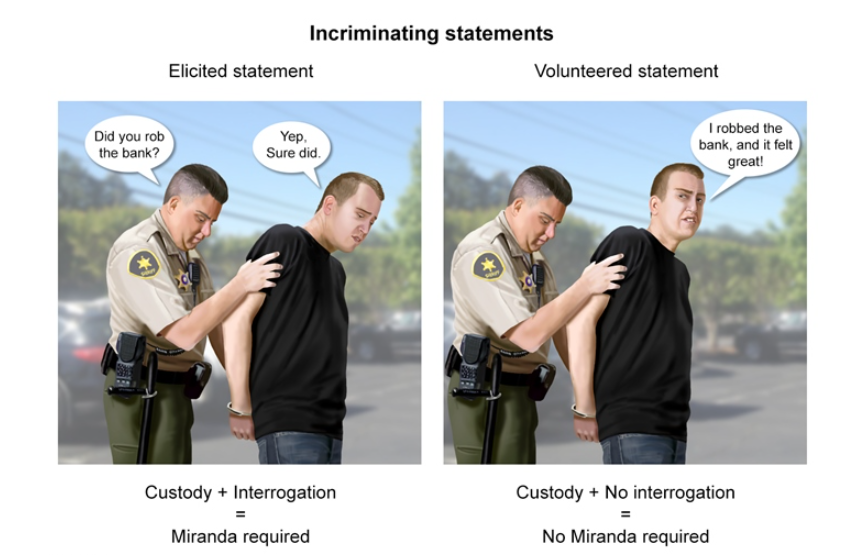 Incriminating statements
Elicited statement
Did you rob
the bank?
Yep,
Sure did.
Custody + Interrogation
=
Miranda required
Volunteered statement
I robbed the
bank, and it felt
great!
Custody + No interrogation
=
No Miranda required